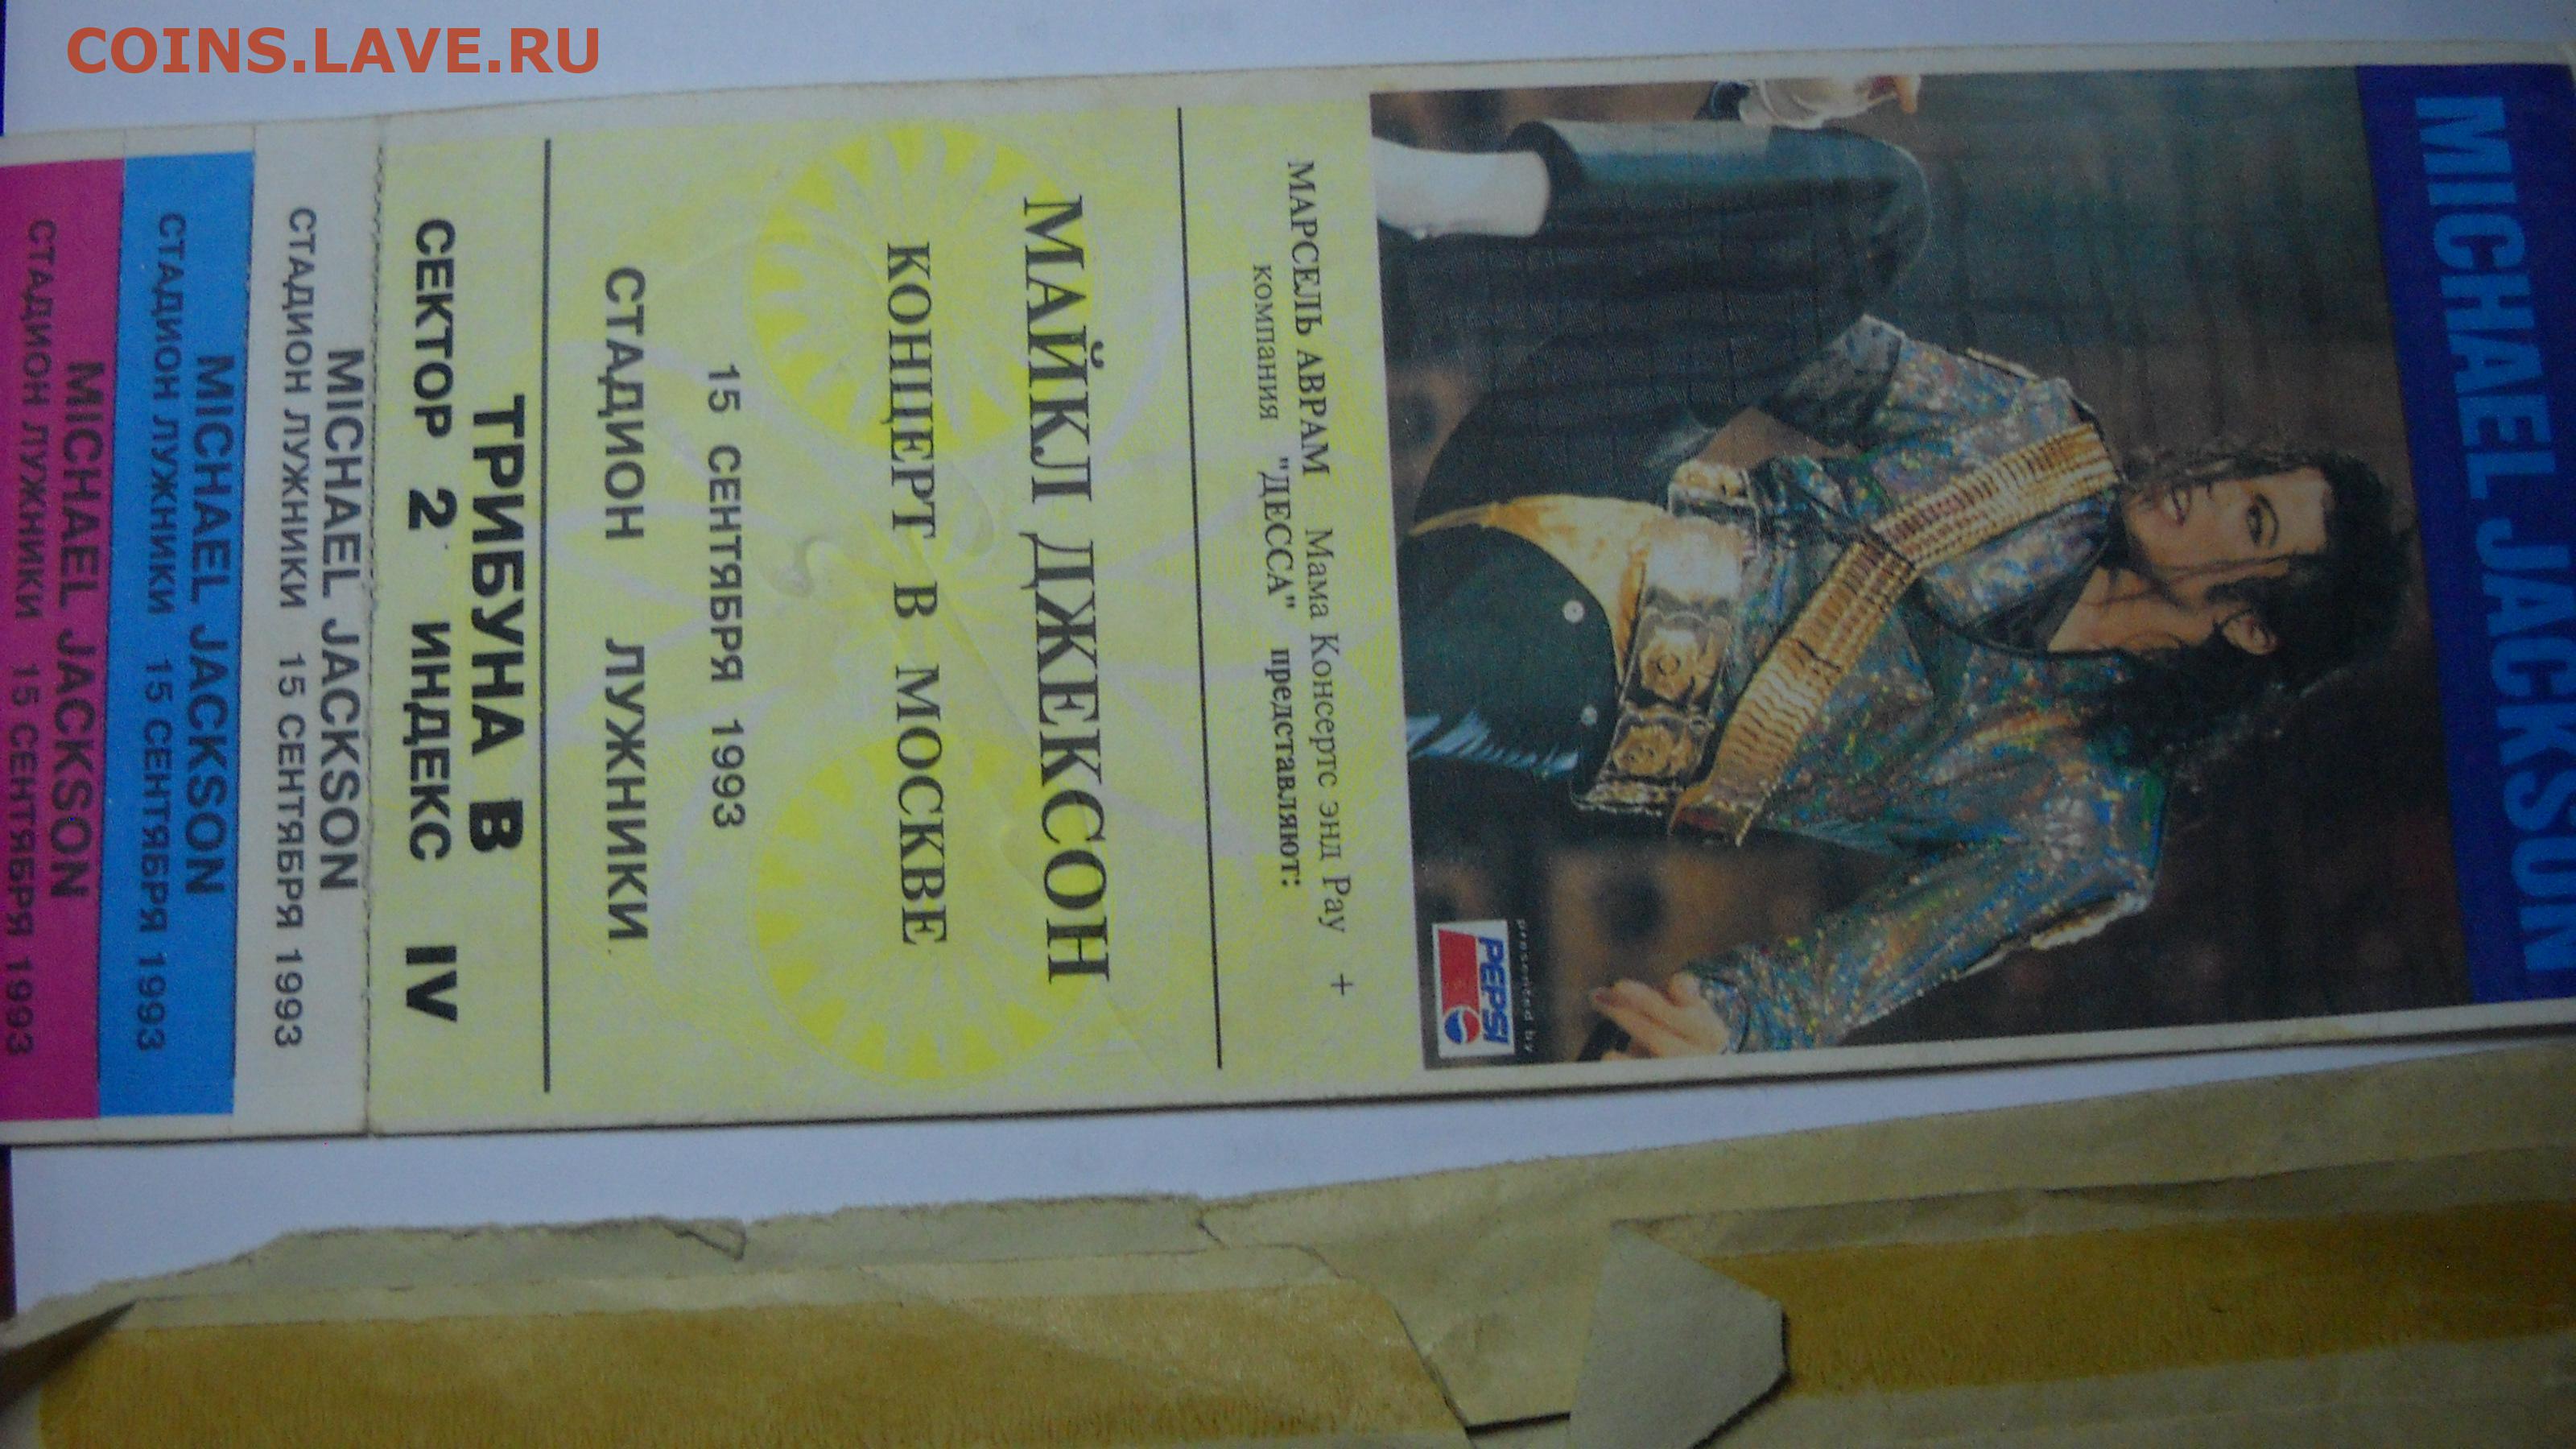 COINS.LAVE.RU
MICHAEL JACKSON
presented by
PEPSI
МАРСЕЛЬ АВРАМ Мама Консертс энд Рау +
компания "ДЕССА" представляют:
МАЙКЛ ДЖЕКСОН
КОНЦЕРТ В МОСКВЕ
15 СЕНТЯБРЯ 1993
СТАДИОН ЛУЖНИКИ
ТРИБУНА В
СЕКТОР 2 ИНДЕКС IV
MICHAEL JACKSON
СТАДИОН ЛУЖНИКИ 15 СЕНТЯБРЯ 1993
MICHAEL JACKSON
СТАДИОН ЛУЖНИКИ 15 СЕНТЯБРЯ 1993
MICHAEL JACKSON
СТАДИОН ЛУЖНИКИ 15 СЕНТЯБРЯ 1993